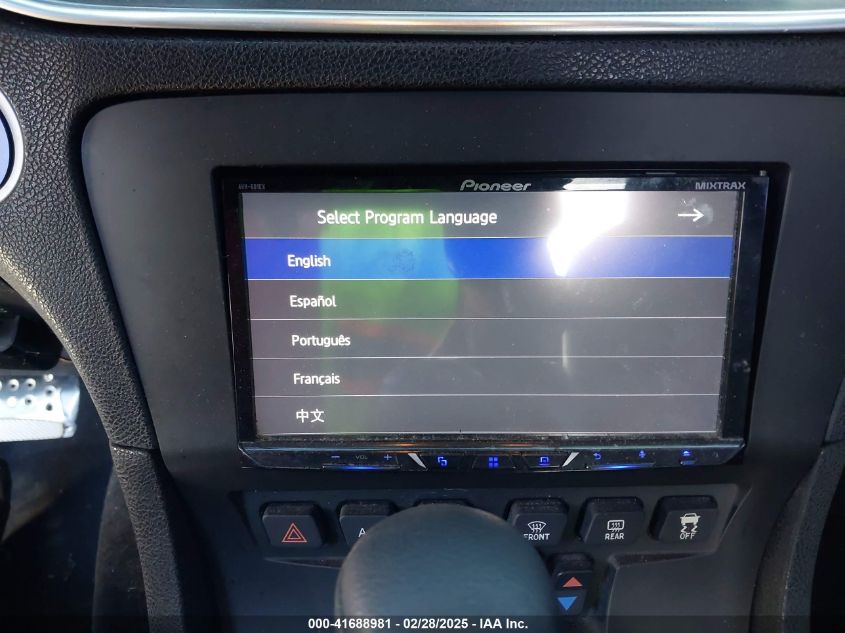 Pioneer
MIXTRAX
Select Program Language
English
Español
Português
Français
中文
VOL
A
FRONT
REAR
OFF
000-41688981 - 02/28/2025 - IAA Inc.